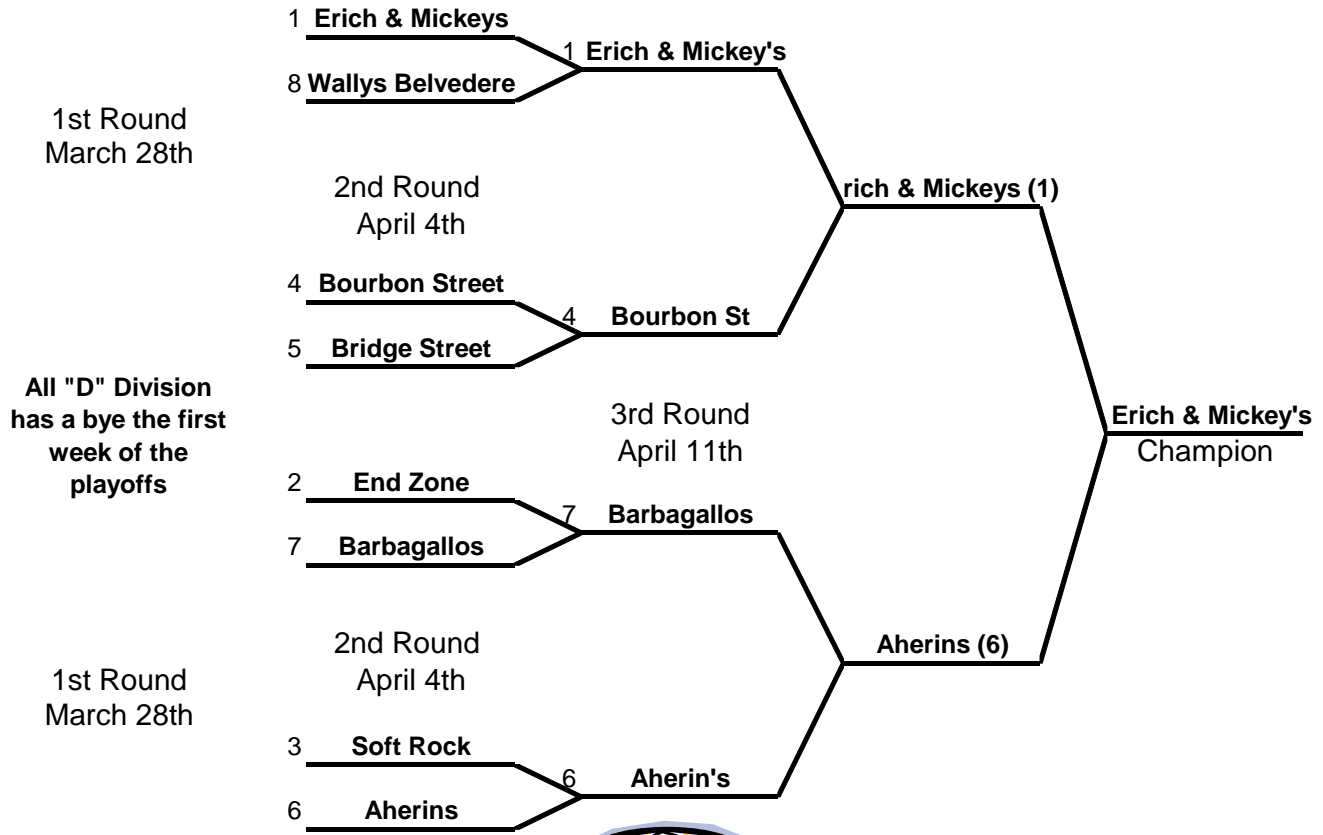 1 Erich & Mickeys
1 Erich & Mickey's
8 Wallys Belvedere
1st Round
March 28th
2nd Round
April 4th
rich & Mickeys (1)
4 Bourbon Street
4 Bourbon St
5 Bridge Street
All "D" Division
has a bye the first
week of the
playoffs
3rd Round
April 11th
Erich & Mickey's
Champion
2 End Zone
7 Barbagallos
7 Barbagallos
2nd Round
April 4th
Aherins (6)
1st Round
March 28th
3 Soft Rock
6 Aherin's
6 Aherins